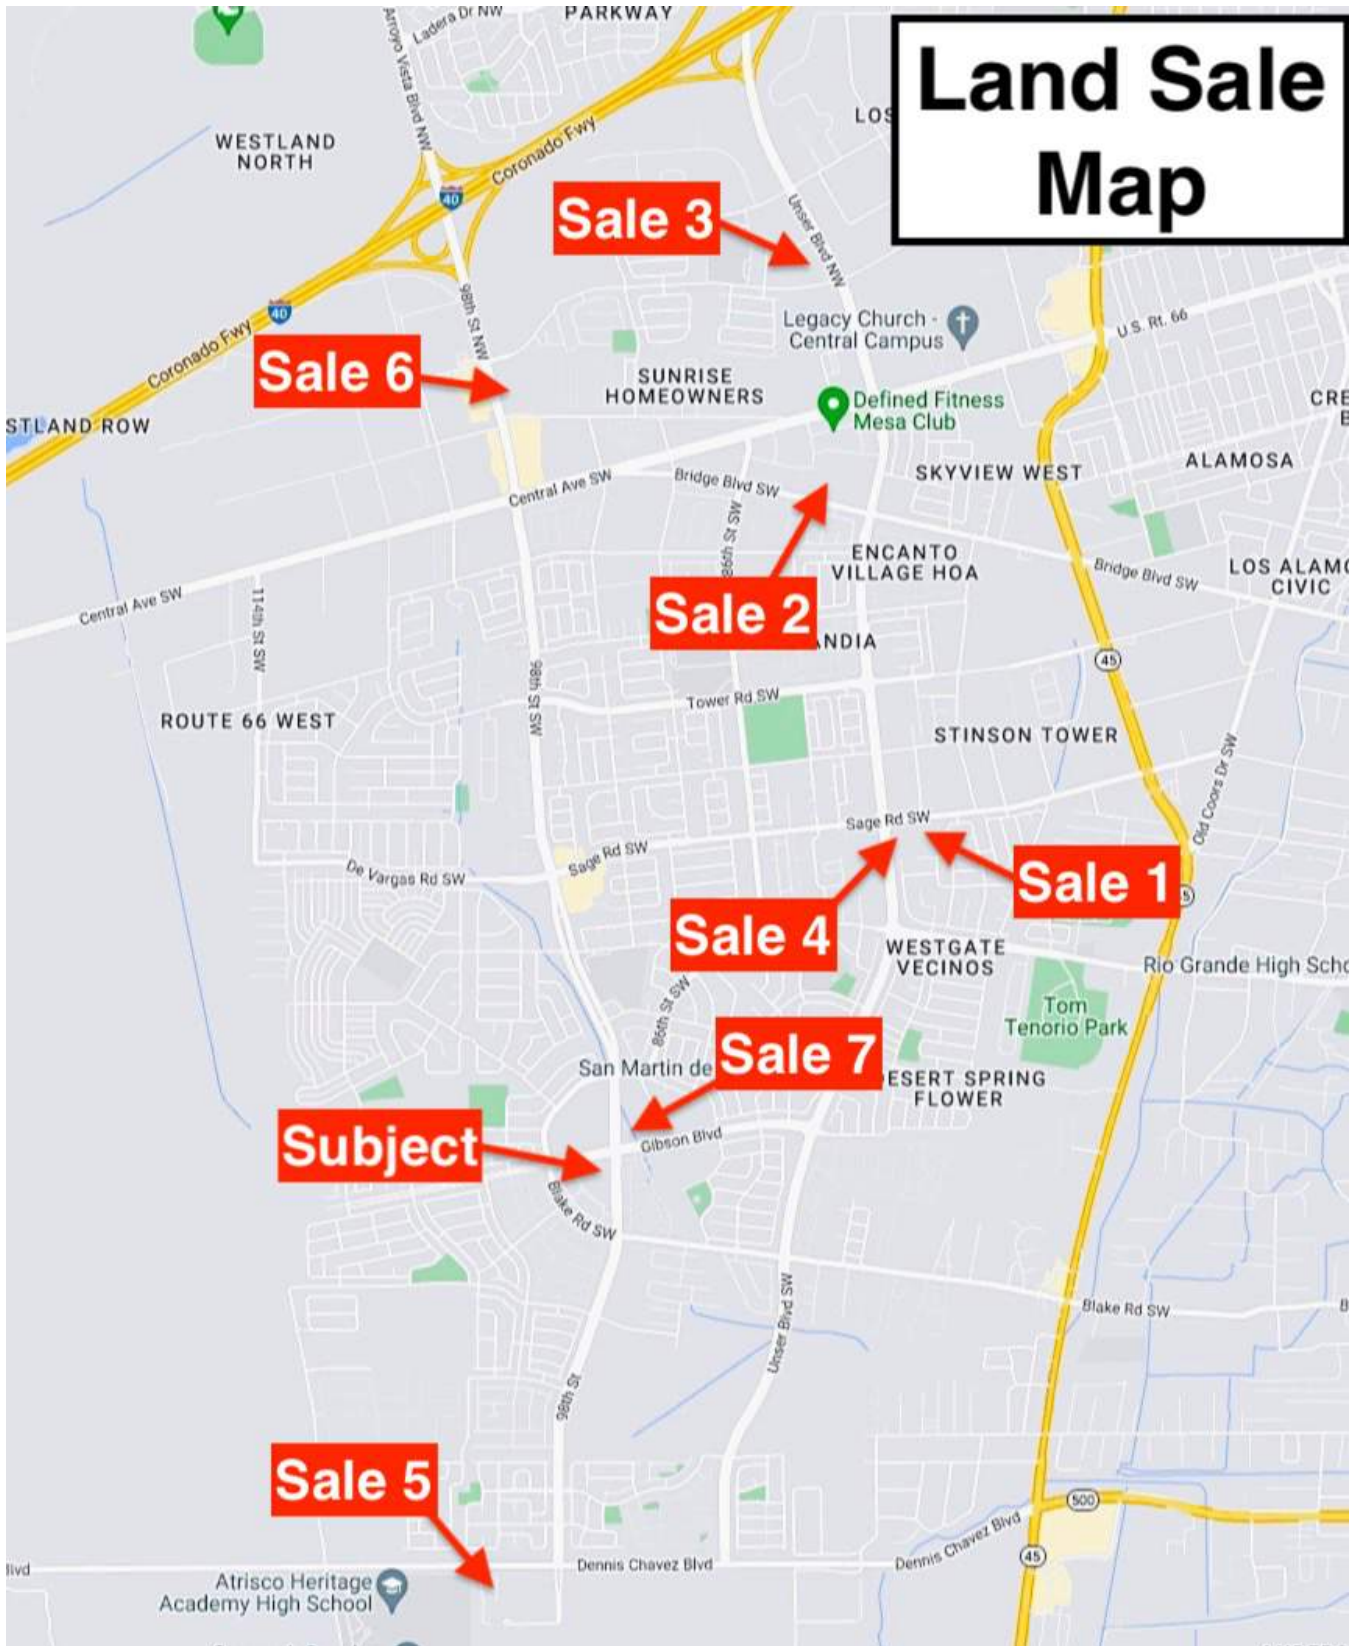 Ladera Dr NW
PARKWAY
Arroyo Vista Blvd NW
Land Sale
Map
WESTLAND
NORTH
LOS
Coronado Fwy
40
Sale 3
Unser Blvd NW
98th St NW
40
Coronado Fwy
Legacy Church -
Central Campus
U.S. Rt. 66
Sale 6
SUNRISE
HOMEOWNERS
Defined Fitness
Mesa Club
CRE
STLAND ROW
ALAMOSA
SKYVIEW WEST
Central Ave SW
Bridge Blvd SW
86th St SW
ENCANTO
VILLAGE HOA
Bridge Blvd SW
LOS ALAMO
CIVIC
Central Ave SW
114th St SW
Sale 2
ANDIA
45
98th St SW
Tower Rd SW
ROUTE 66 WEST
STINSON TOWER
Old Coors Dr SW
Sage Rd SW
Sage Rd SW
De Vargas Rd SW
Sale 1
5
Sale 4
WESTGATE
VECINOS
Rio Grande High Scho
86th St SW
Tom
Tenorio Park
San Martin de
Sale 7
DESERT SPRING
FLOWER
Subject
Gibson Blvd
Blake Rd SW
Blake Rd SW
B
Unser Blvd SW
98th St
Sale 5
500
Dennis Chavez Blvd
Dennis Chavez Blvd
45
lvd
Atrisco Heritage
Academy High School